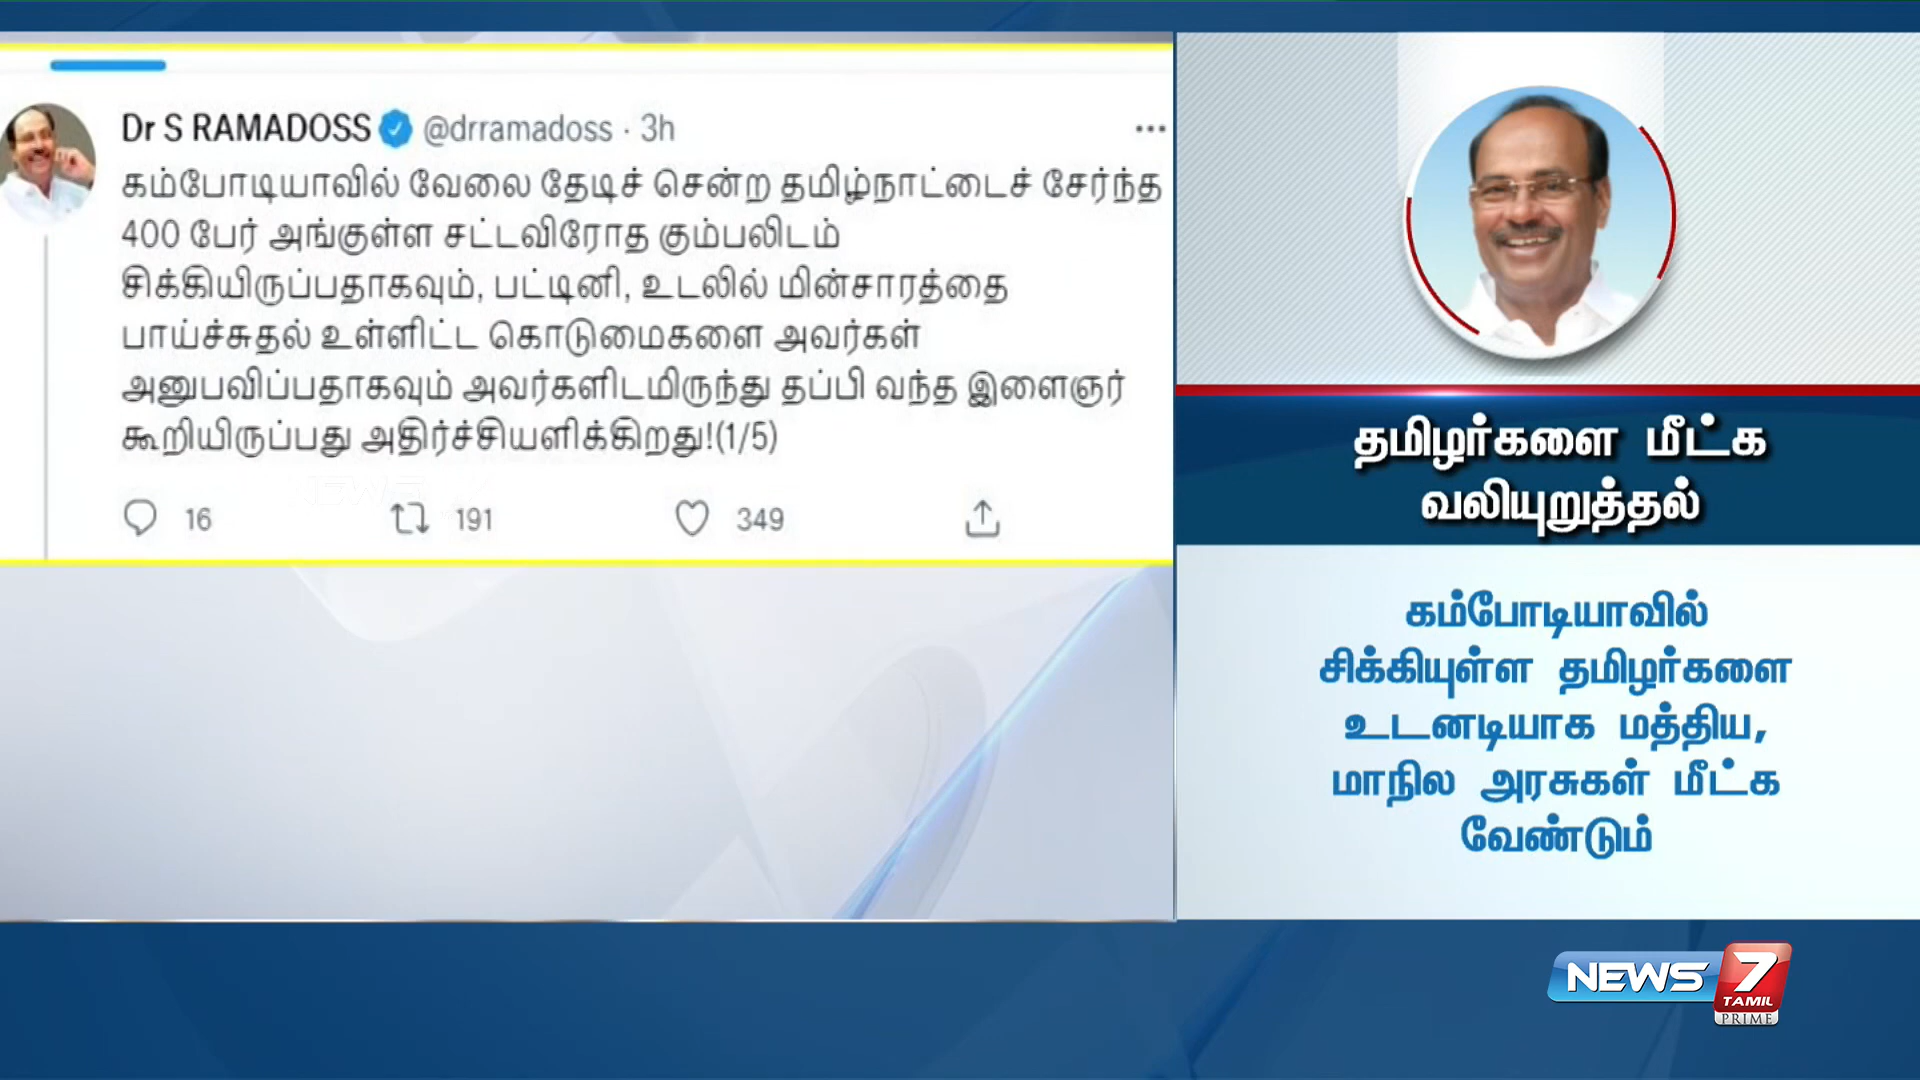 Dr S RAMADOSS @drramadoss · 3h
கம்போடியாவில் வேலை தேடிச் சென்ற தமிழ்நாட்டைச் சேர்ந்த
400 பேர் அங்குள்ள சட்டவிரோத கும்பலிடம்
சிக்கியிருப்பதாகவும், பட்டினி, உடலில் மின்சாரத்தை
பாய்ச்சுதல் உள்ளிட்ட கொடுமைகளை அவர்கள்
அனுபவிப்பதாகவும் அவர்களிடமிருந்து தப்பி வந்த இளைஞர்
கூறியிருப்பது அதிர்ச்சியளிக்கிறது!(1/5)
16 191 349
தமிழர்களை மீட்க
வலியுறுத்தல்
கம்போடியாவில்
சிக்கியுள்ள தமிழர்களை
உடனடியாக மத்திய,
மாநில அரசுகள் மீட்க
வேண்டும்
NEWS 7
TAMIL
PRIME